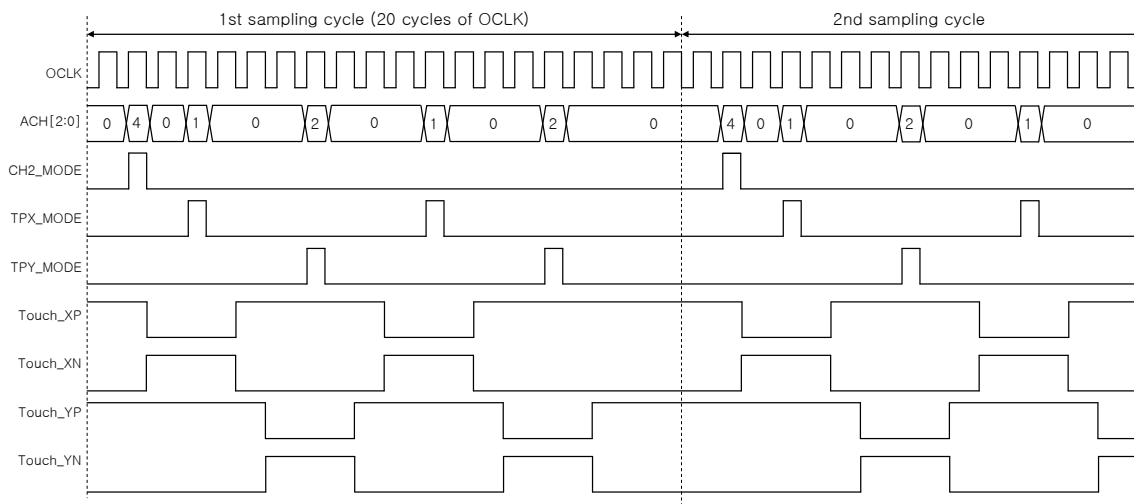 1st sampling cycle (20 cycles of OCLK) 2nd sampling cycle
OCLK
ACH[2:0] 0 4 0 1 0 2 0 1 0 2 0 4 0 1 0 2 0 1 0
CH2_MODE
TPX_MODE
TPY_MODE
Touch_XP
Touch_XN
Touch_YP
Touch_YN